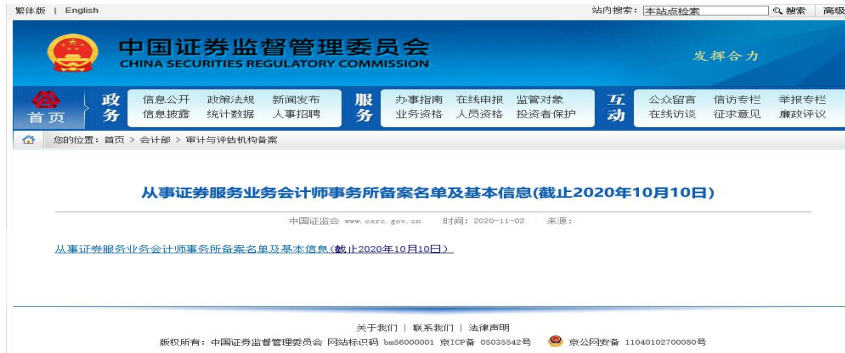 繁体版 | English 站内搜索: 本站点检索 搜索 高级
中国证券监督管理委员会
CHINA SECURITIES REGULATORY COMMISSION
发挥合力
首页 政务 信息公开 政策法规 新闻发布 服务 办事指南 在线申报 监管对象 互动 公众留言 信访专栏 举报专栏
信息披露 统计数据 人事招聘 业务资格 人员资格 投资者保护 在线访谈 征求意见 廉政评议
您的位置: 首页 > 会计部 > 审计与评估机构备案
从事证券服务业务会计师事务所备案名单及基本信息(截止2020年10月10日)
中国证监会 www.csrc.gov.cn 时间: 2020-11-02 来源:
从事证券服务业务会计师事务所备案名单及基本信息(截止2020年10月10日)
关于我们 | 联系我们 | 法律声明
版权所有: 中国证券监督管理委员会 网站标识码 bm56000001 京ICP备 05035542号 京公网安备 11040102700080号